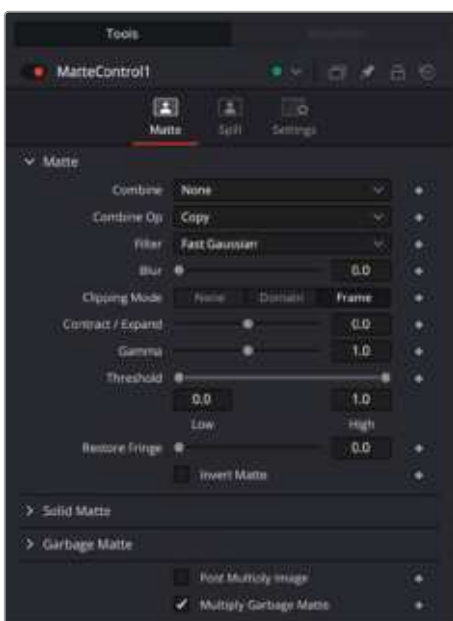 Tools
MatteControl1
Matte Spill Settings
Matte
Combine None
Combine Op Copy
Filter Fast Gaussian
Blur 0.0
Clipping Mode None Domain Frame
Contract / Expand 0.0
Gamma 1.0
Threshold
0.0 1.0
Low High
Restore Fringe 0.0
Invert Matte
Solid Matte
Garbage Matte
Post Multiply Image
Multiply Garbage Matte